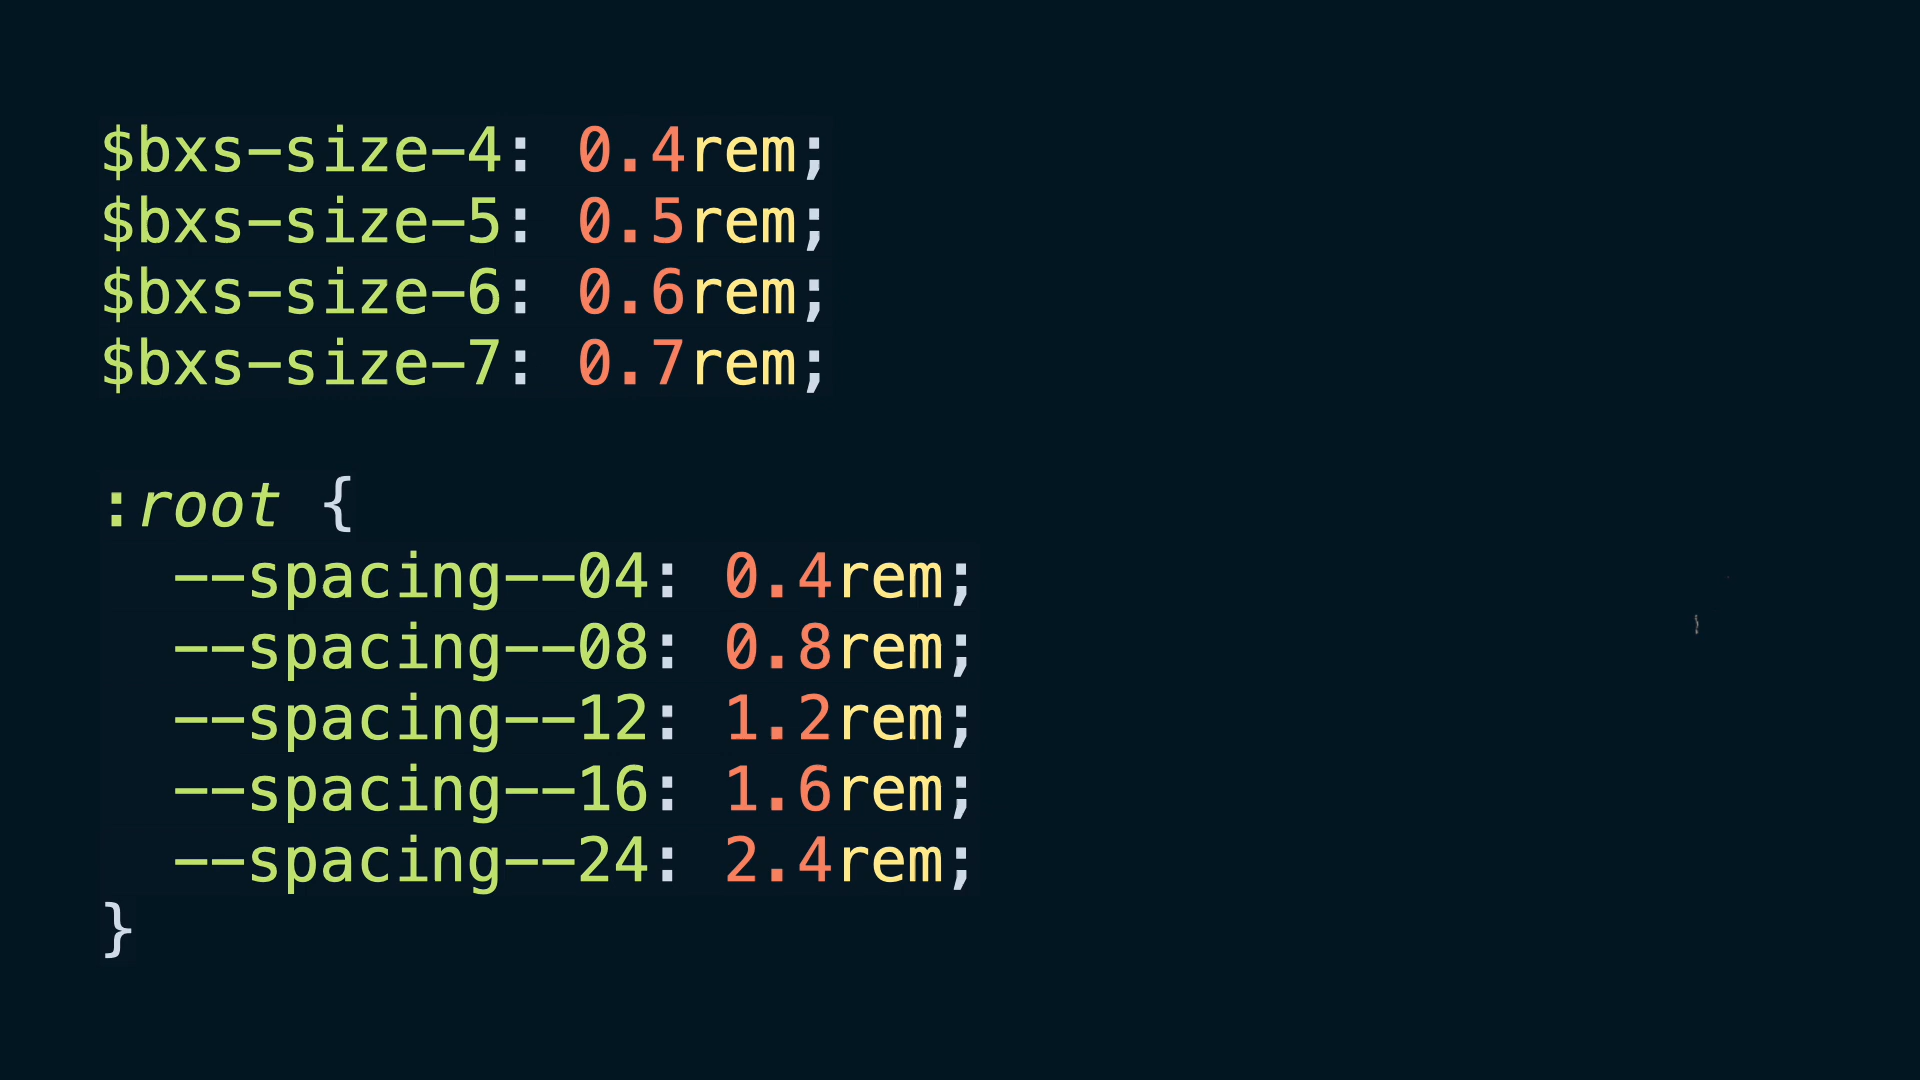 $bxs-size-4: 0.4rem;
$bxs-size-5: 0.5rem;
$bxs-size-6: 0.6rem;
$bxs-size-7: 0.7rem;

:root {
  --spacing--04: 0.4rem;
  --spacing--08: 0.8rem;
  --spacing--12: 1.2rem;
  --spacing--16: 1.6rem;
  --spacing--24: 2.4rem;
}